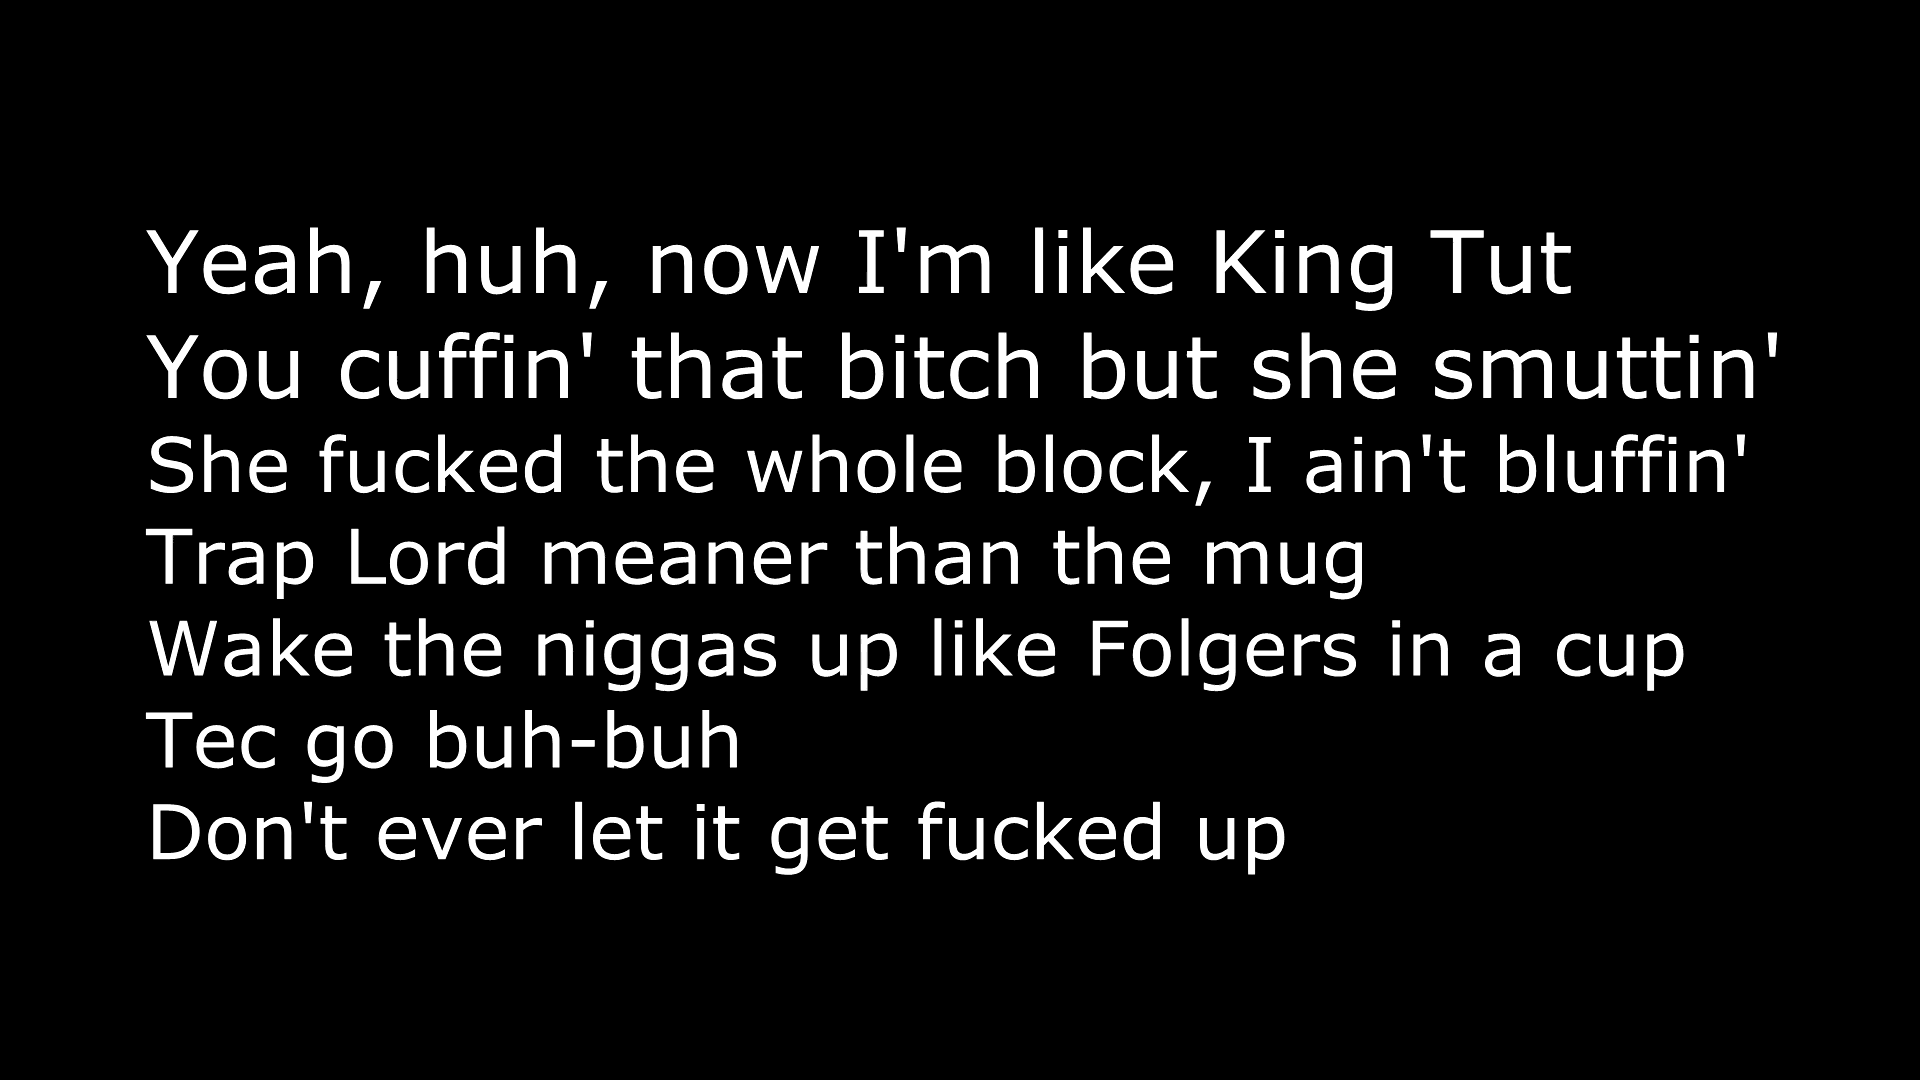 Yeah, huh, now I'm like King Tut
You cuffin' that bitch but she smuttin'
She fucked the whole block, I ain't bluffin'
Trap Lord meaner than the mug
Wake the niggas up like Folgers in a cup
Tec go buh-buh
Don't ever let it get fucked up